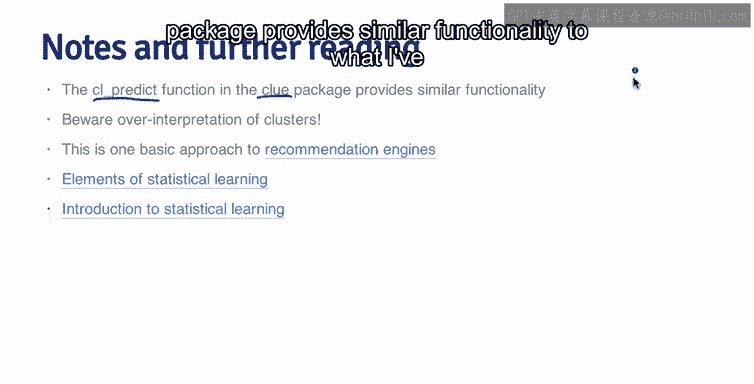 package provides similar functionality to
what I've
Notes and further reading
· The cl_predict function in the clue package provides similar functionality
· Beware over-interpretation of clusters!
· This is one basic approach to recommendation engines
· Elements of statistical learning
· Introduction to statistical learning